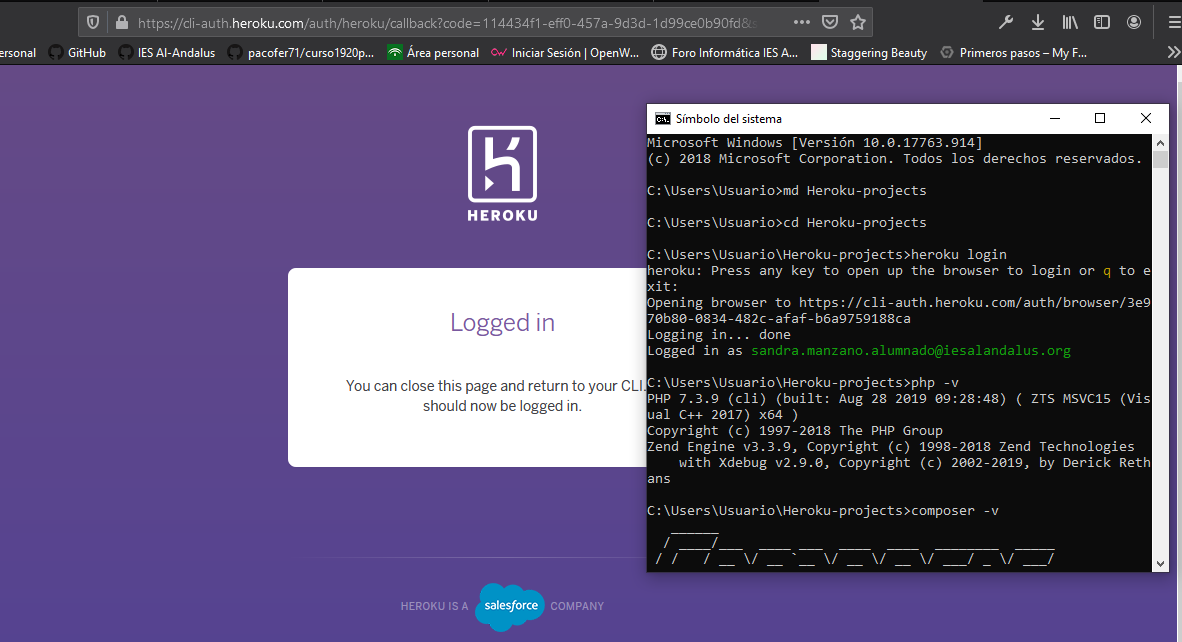 https://cli-auth.heroku.com/auth/heroku/callback?code=114434f1-eff0-457a-9d3d-1d99ce0b90fd&s
ersonal GitHub IES Al-Andalus pacofer71/curso1920p... Área personal Iniciar Sesión | OpenW... Foro Informática IES A... Staggering Beauty Primeros pasos – My F...
HEROKU
Logged in
You can close this page and return to your CLI.
should now be logged in.
HEROKU IS A salesforce COMPANY
Símbolo del sistema
Microsoft Windows [Versión 10.0.17763.914]
(c) 2018 Microsoft Corporation. Todos los derechos reservados.
C:\Users\Usuario>md Heroku-projects
C:\Users\Usuario>cd Heroku-projects
C:\Users\Usuario\Heroku-projects>heroku login
heroku: Press any key to open up the browser to login or q to e
xit:
Opening browser to https://cli-auth.heroku.com/auth/browser/3e9
70b80-0834-482c-afaf-b6a9759188ca
Logging in... done
Logged in as sandra.manzano.alumnado@iesalandalus.org
C:\Users\Usuario\Heroku-projects>php -v
PHP 7.3.9 (cli) (built: Aug 28 2019 09:28:48) ( ZTS MSVC15 (Vis
ual C++ 2017) x64 )
Copyright (c) 1997-2018 The PHP Group
Zend Engine v3.3.9, Copyright (c) 1998-2018 Zend Technologies
with Xdebug v2.9.0, Copyright (c) 2002-2019, by Derick Reth
ans
C:\Users\Usuario\Heroku-projects>composer -v